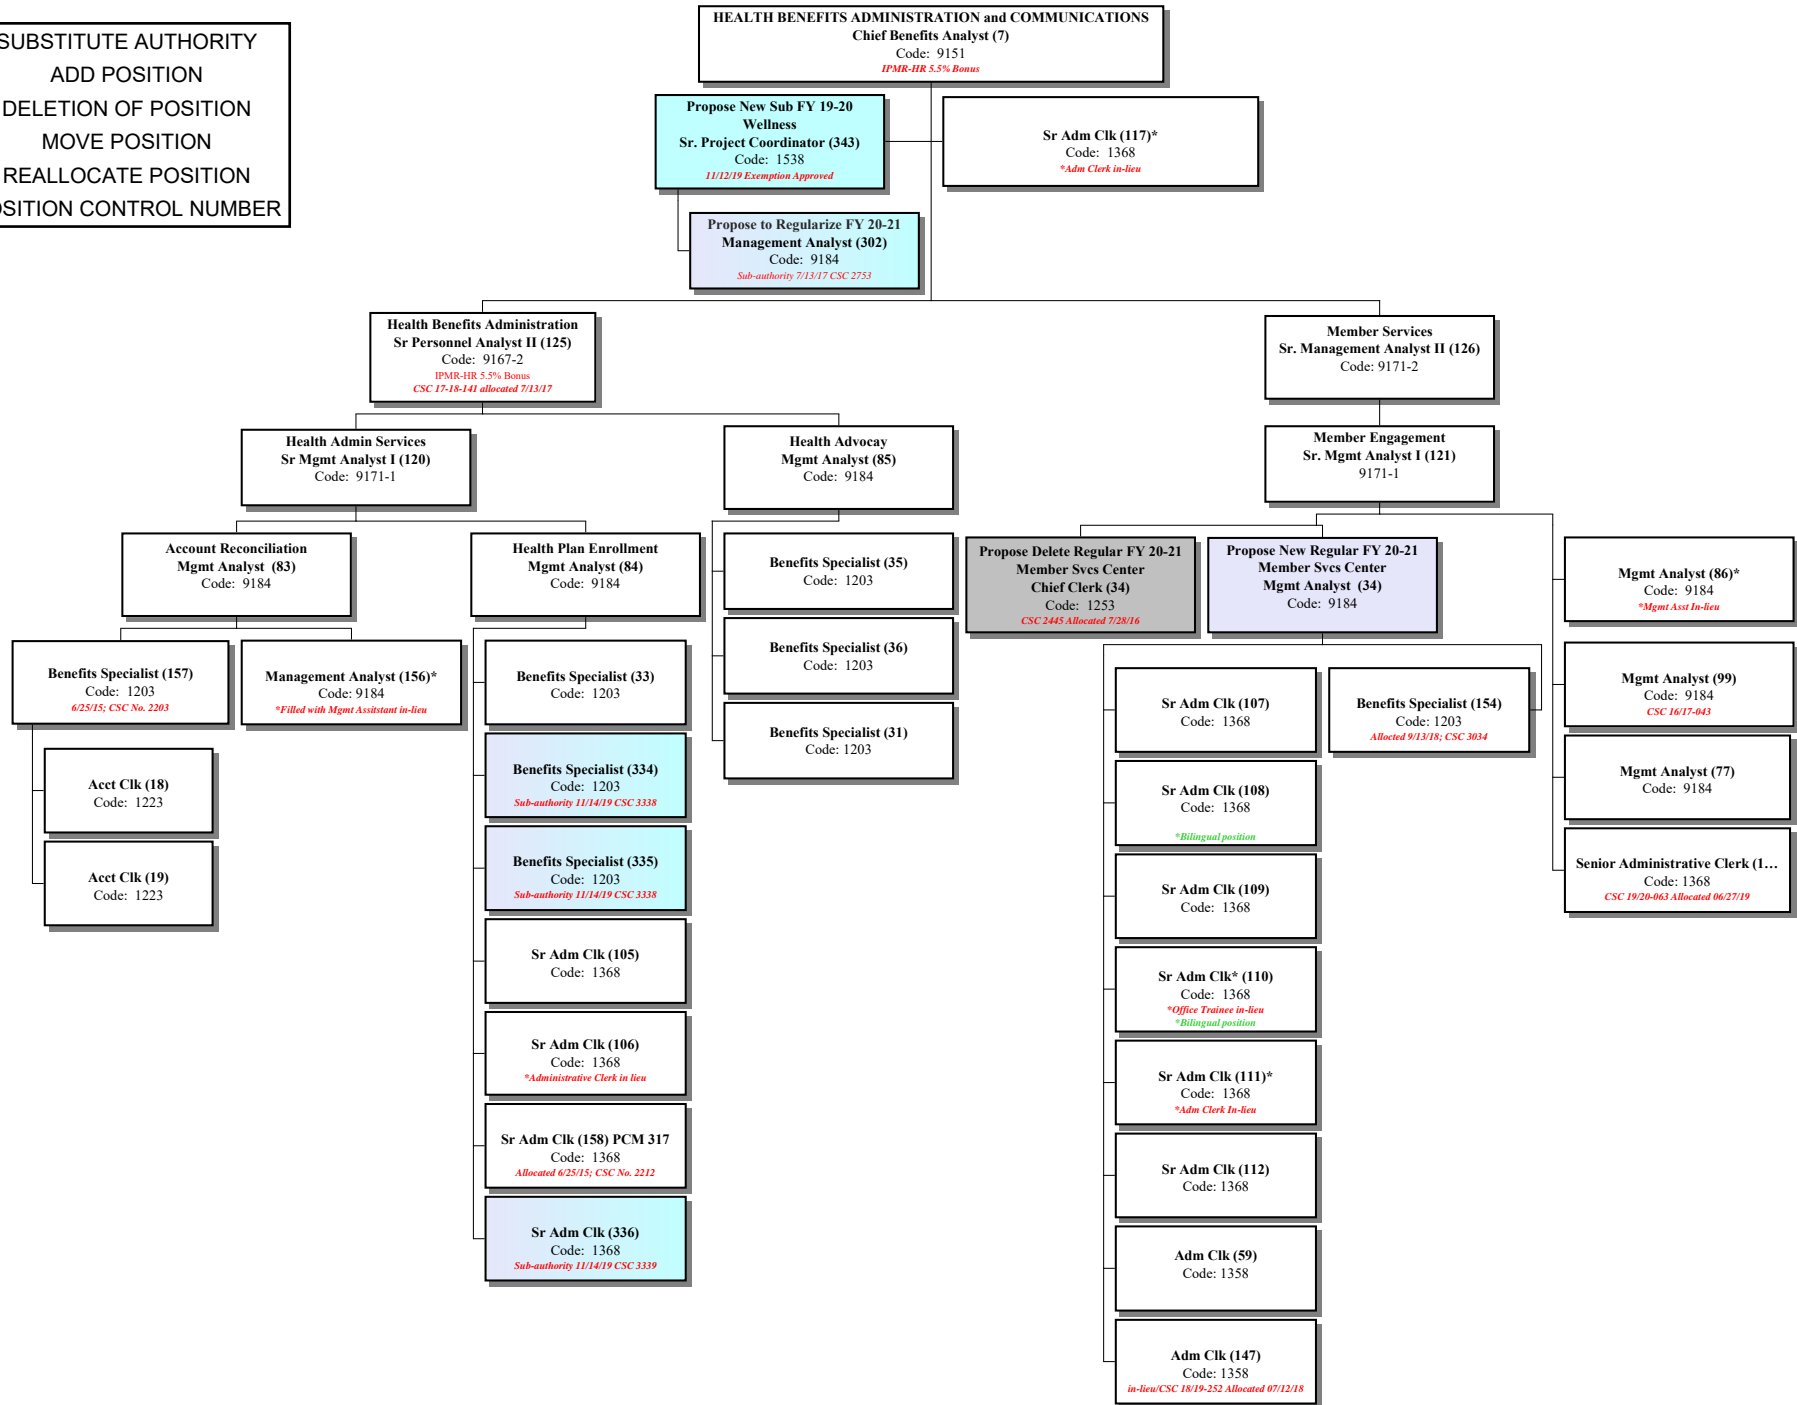 SUBSTITUTE AUTHORITY
ADD POSITION
DELETION OF POSITION
MOVE POSITION
REALLOCATE POSITION
OSITION CONTROL NUMBER
HEALTH BENEFITS ADMINISTRATION and COMMUNICATIONS
Chief Benefits Analyst (7)
Code: 9151
IPMR-HR 5.5% Bonus
Propose New Sub FY 19-20
Wellness
Sr. Project Coordinator (343)
Code: 1538
11/12/19 Exemption Approved
Sr Adm Clk (117)*
Code: 1368
*Adm Clerk in-lieu
Propose to Regularize FY 20-21
Management Analyst (302)
Code: 9184
Sub-authority 7/13/17 CSC 2753
Health Benefits Administration
Sr Personnel Analyst II (125)
Code: 9167-2
IPMR-HR 5.5% Bonus
CSC 17-18-141 allocated 7/13/17
Member Services
Sr. Management Analyst II (126)
Code: 9171-2
Health Admin Services
Sr Mgmt Analyst I (120)
Code: 9171-1
Health Advocay
Mgmt Analyst (85)
Code: 9184
Member Engagement
Sr. Mgmt Analyst I (121)
9171-1
Account Reconciliation
Mgmt Analyst (83)
Code: 9184
Health Plan Enrollment
Mgmt Analyst (84)
Code: 9184
Benefits Specialist (35)
Code: 1203
Benefits Specialist (36)
Code: 1203
Benefits Specialist (31)
Code: 1203
Propose Delete Regular FY 20-21
Member Svcs Center
Chief Clerk (34)
Code: 1253
CSC 2445 Allocated 7/28/16
Propose New Regular FY 20-21
Member Svcs Center
Mgmt Analyst (34)
Code: 9184
Mgmt Analyst (86)*
Code: 9184
*Mgmt Asst In-lieu
Mgmt Analyst (99)
Code: 9184
CSC 16/17-043
Mgmt Analyst (77)
Code: 9184
Senior Administrative Clerk (1…
Code: 1368
CSC 19/20-063 Allocated 06/27/19
Benefits Specialist (157)
Code: 1203
6/25/15; CSC No. 2203
Management Analyst (156)*
Code: 9184
*Filled with Mgmt Assitstant in-lieu
Acct Clk (18)
Code: 1223
Acct Clk (19)
Code: 1223
Benefits Specialist (33)
Code: 1203
Benefits Specialist (334)
Code: 1203
Sub-authority 11/14/19 CSC 3338
Benefits Specialist (335)
Code: 1203
Sub-authority 11/14/19 CSC 3338
Sr Adm Clk (105)
Code: 1368
Sr Adm Clk (106)
Code: 1368
*Administrative Clerk in lieu
Sr Adm Clk (158) PCM 317
Code: 1368
Allocated 6/25/15; CSC No. 2212
Sr Adm Clk (336)
Code: 1368
Sub-authority 11/14/19 CSC 3339
Sr Adm Clk (107)
Code: 1368
Benefits Specialist (154)
Code: 1203
Allocted 9/13/18; CSC 3034
Sr Adm Clk (108)
Code: 1368
*Bilingual position
Sr Adm Clk (109)
Code: 1368
Sr Adm Clk* (110)
Code: 1368
*Office Trainee in-lieu
*Bilingual position
Sr Adm Clk (111)*
Code: 1368
*Adm Clerk In-lieu
Sr Adm Clk (112)
Code: 1368
Adm Clk (59)
Code: 1358
Adm Clk (147)
Code: 1358
in-lieu/CSC 18/19-252 Allocated 07/12/18